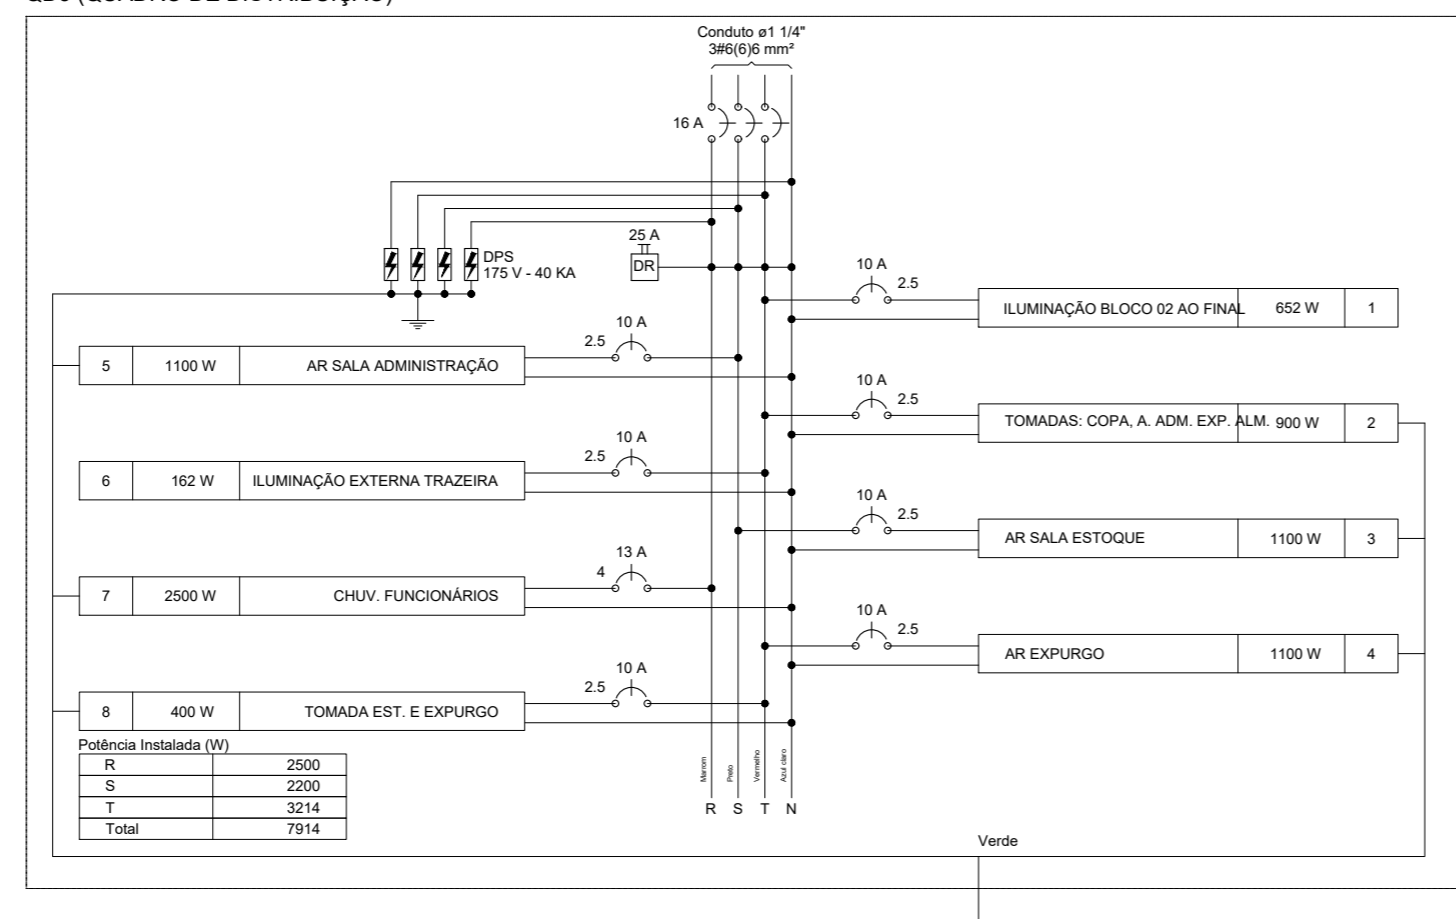 QD3 (QUADRO DE DISTRIBUIÇÃO)
Conduto ø1 1/4"
3#6(6)6 mm²
16 A
DPS
175 V - 40 KA
25 A
DR
10 A
2.5
ILUMINAÇÃO BLOCO 02 AO FINAL 652 W 1
10 A
2.5
5 1100 W AR SALA ADMINISTRAÇÃO
10 A
2.5
TOMADAS: COPA, A. ADM. EXP. ALM. 900 W 2
10 A
2.5
6 162 W ILUMINAÇÃO EXTERNA TRAZEIRA
10 A
2.5
AR SALA ESTOQUE 1100 W 3
13 A
4
7 2500 W CHUV. FUNCIONÁRIOS
10 A
2.5
AR EXPURGO 1100 W 4
10 A
2.5
8 400 W TOMADA EST. E EXPURGO
Potência Instalada (W)
R 2500
S 2200
T 3214
Total 7914
Marrom Preto Vermelho Azul claro
R S T N
Verde